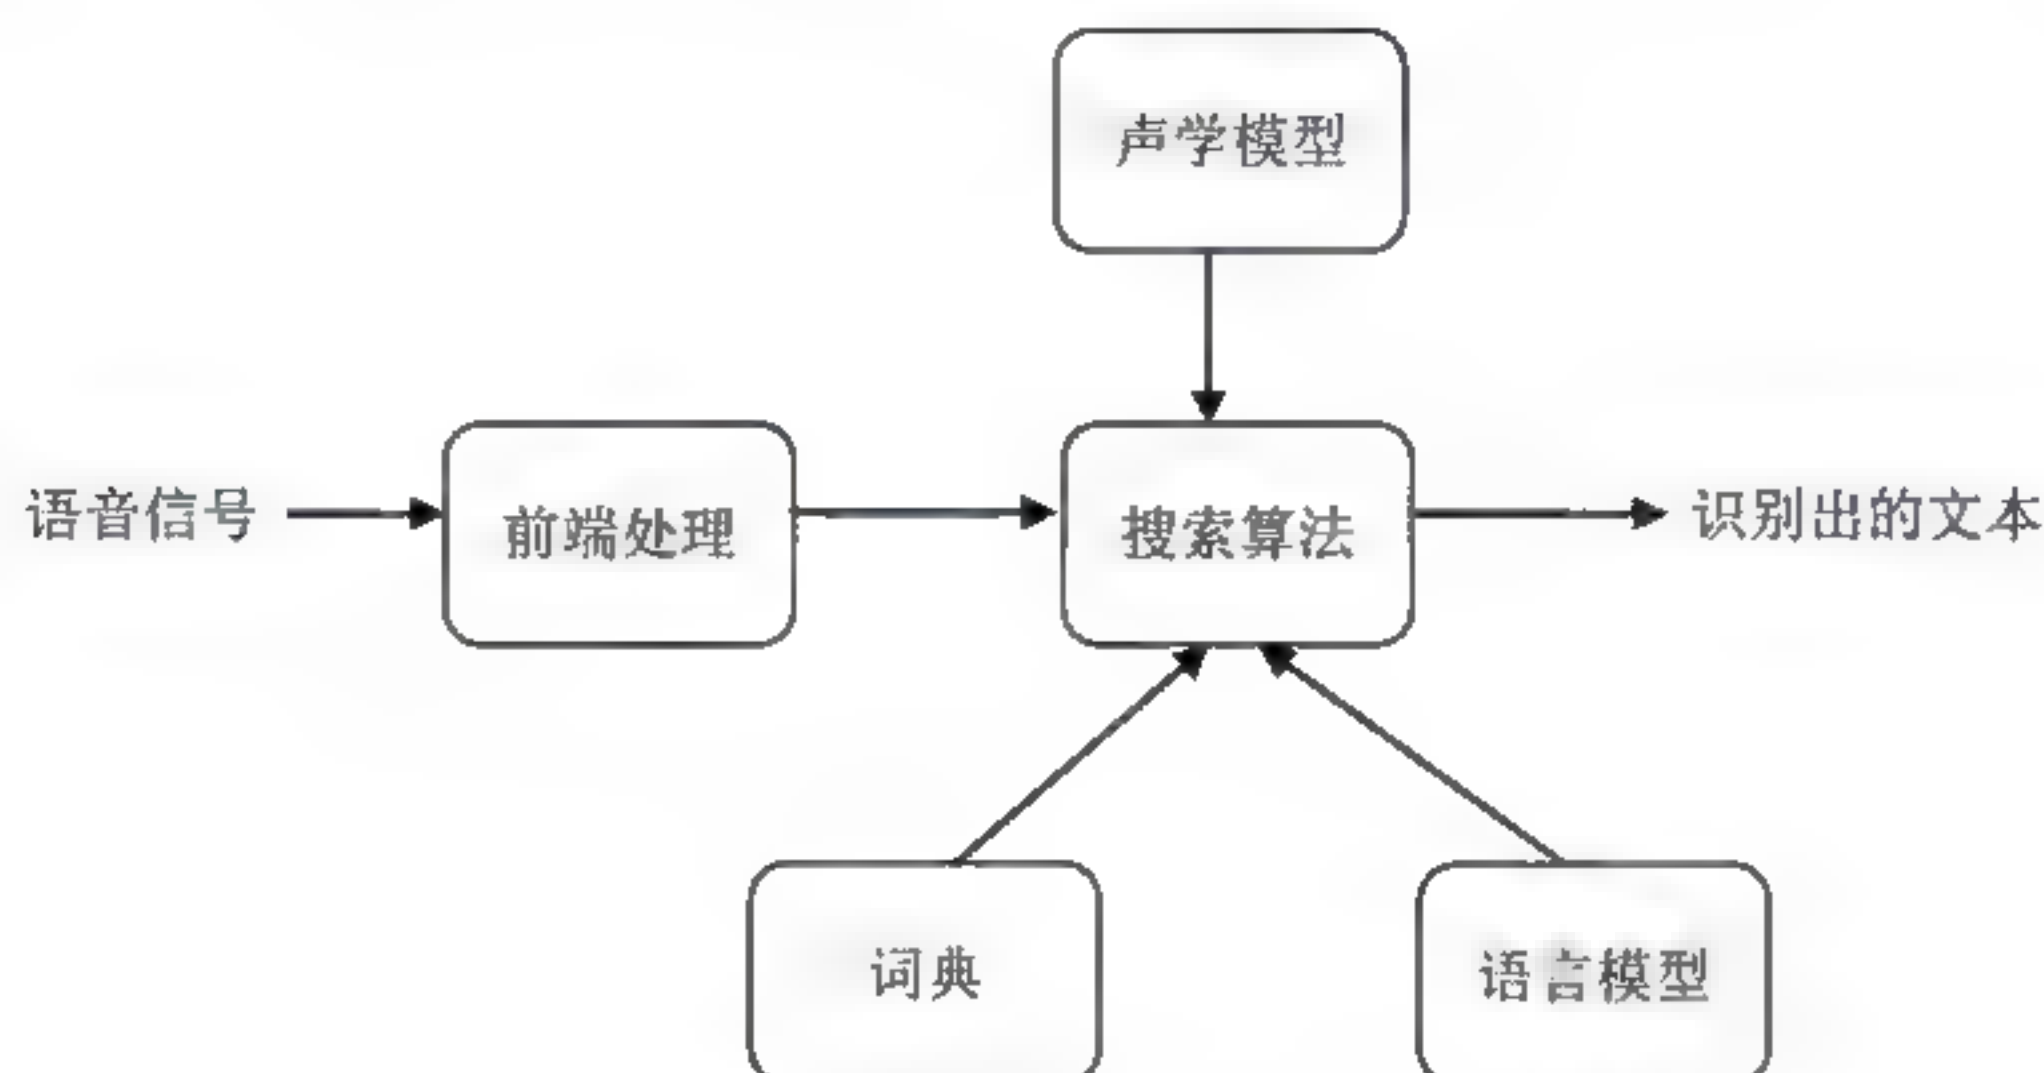 声学模型
语音信号
前端处理
搜索算法
识别出的文本
词典
语言模型